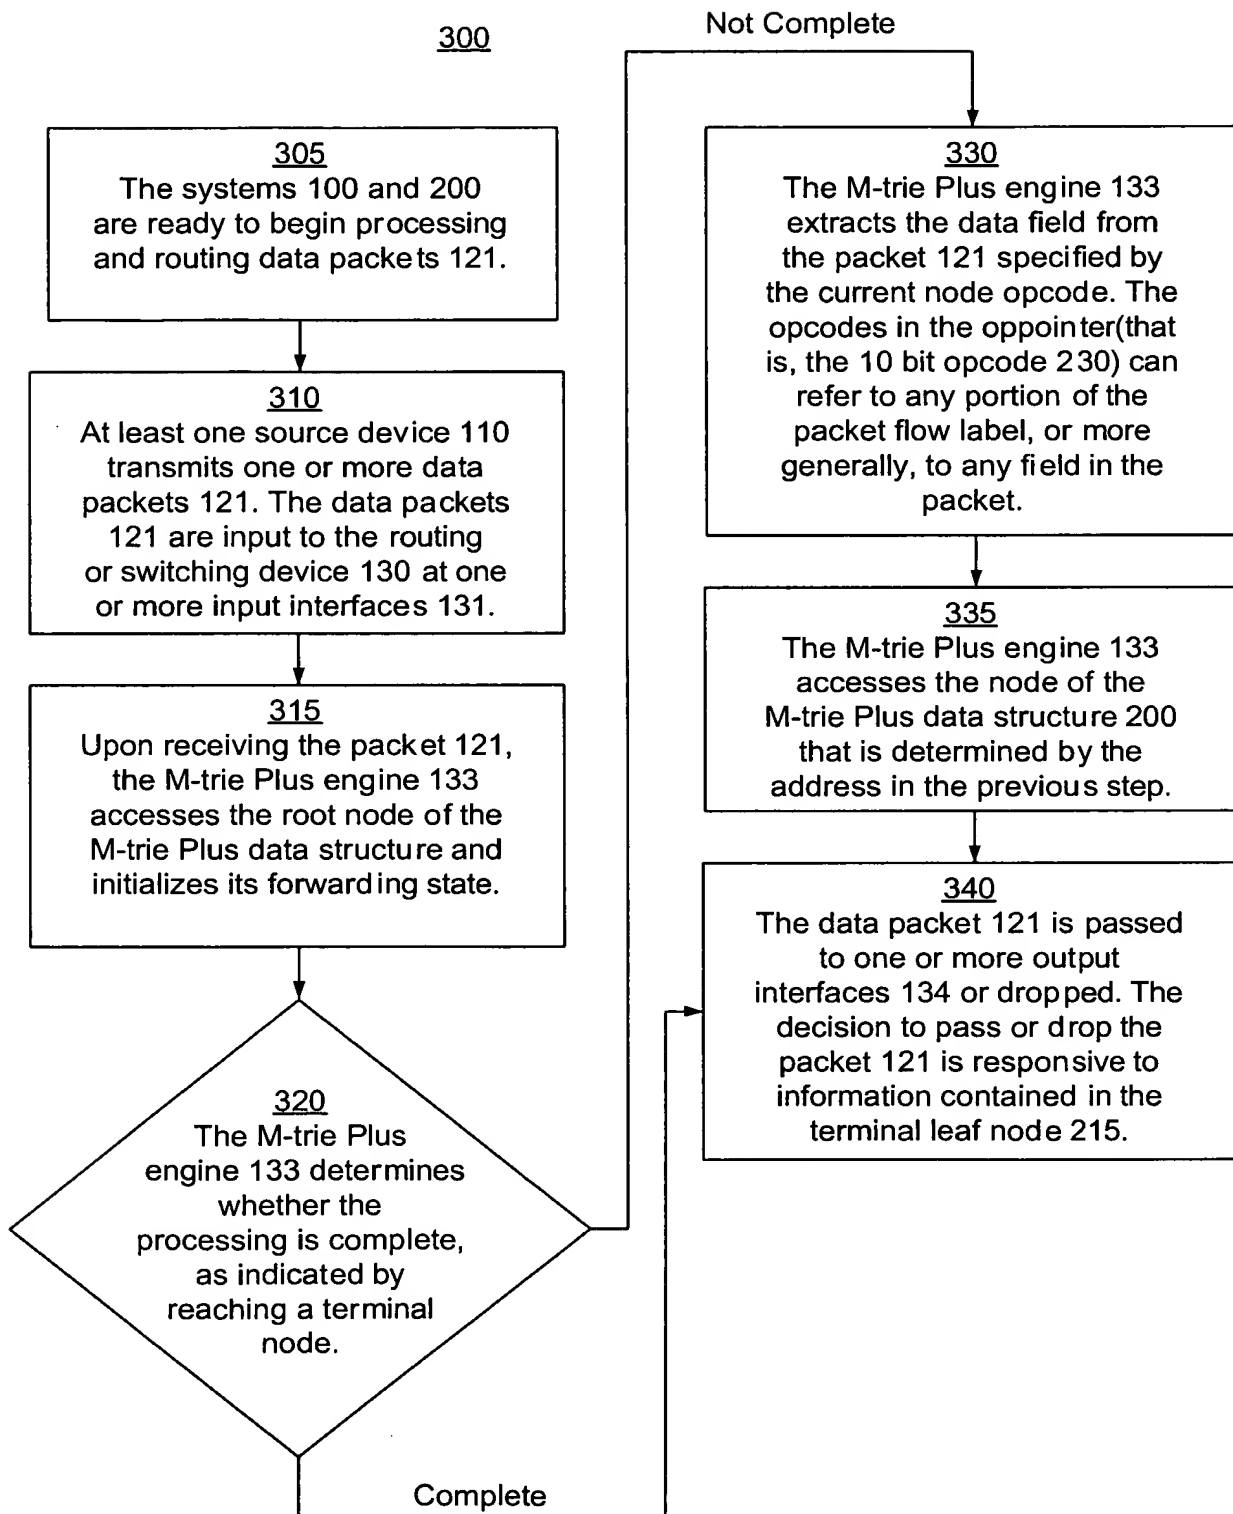 300
Not Complete
305
The systems 100 and 200
are ready to begin processing
and routing data packets 121.
310
At least one source device 110
transmits one or more data
packets 121. The data packets
121 are input to the routing
or switching device 130 at one
or more input interfaces 131.
315
Upon receiving the packet 121,
the M-trie Plus engine 133
accesses the root node of the
M-trie Plus data structure and
initializes its forwarding state.
320
The M-trie Plus
engine 133 determines
whether the
processing is complete,
as indicated by
reaching a terminal
node.
Complete
330
The M-trie Plus engine 133
extracts the data field from
the packet 121 specified by
the current node opcode. The
opcodes in the oppointer(that
is, the 10 bit opcode 230) can
refer to any portion of the
packet flow label, or more
generally, to any field in the
packet.
335
The M-trie Plus engine 133
accesses the node of the
M-trie Plus data structure 200
that is determined by the
address in the previous step.
340
The data packet 121 is passed
to one or more output
interfaces 134 or dropped. The
decision to pass or drop the
packet 121 is responsive to
information contained in the
terminal leaf node 215.